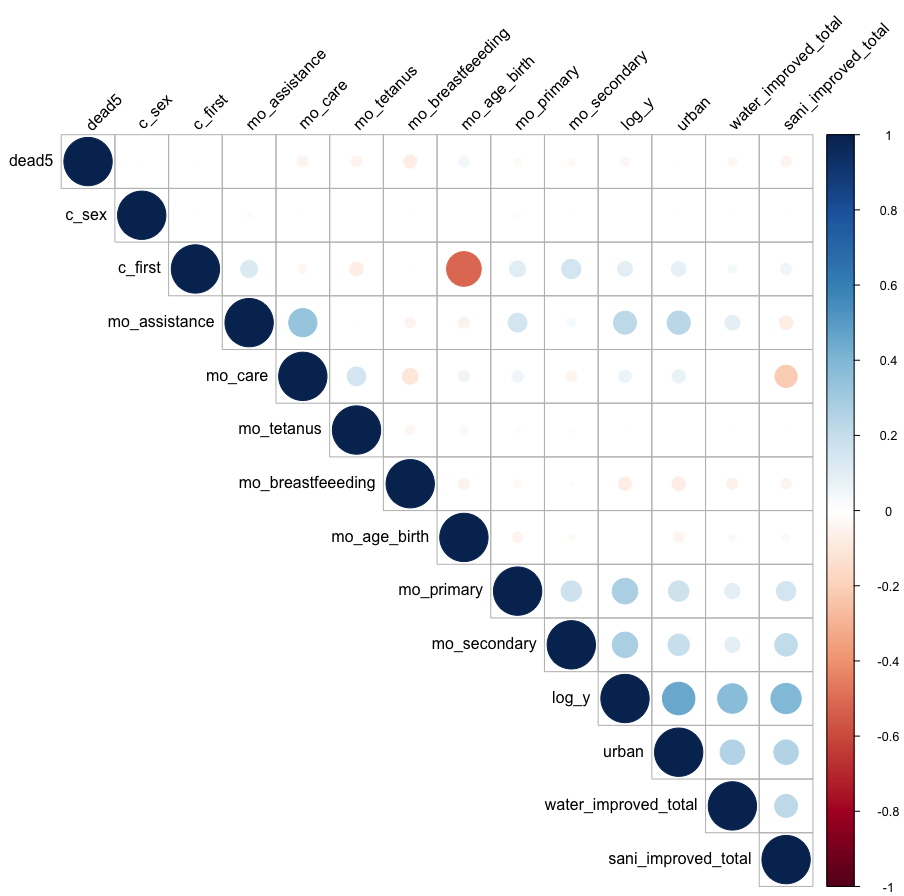 dead5
c_sex
c_first
mo_assistance
mo_care
mo_tetanus
mo_breastfeeeding
mo_age_birth
mo_primary
mo_secondary
log_y
urban
water_improved_total
sani_improved_total
dead5
c_sex
c_first
mo_assistance
mo_care
mo_tetanus
mo_breastfeeeding
mo_age_birth
mo_primary
mo_secondary
log_y
urban
water_improved_total
sani_improved_total
1
0.8
0.6
0.4
0.2
0
-0.2
-0.4
-0.6
-0.8
-1